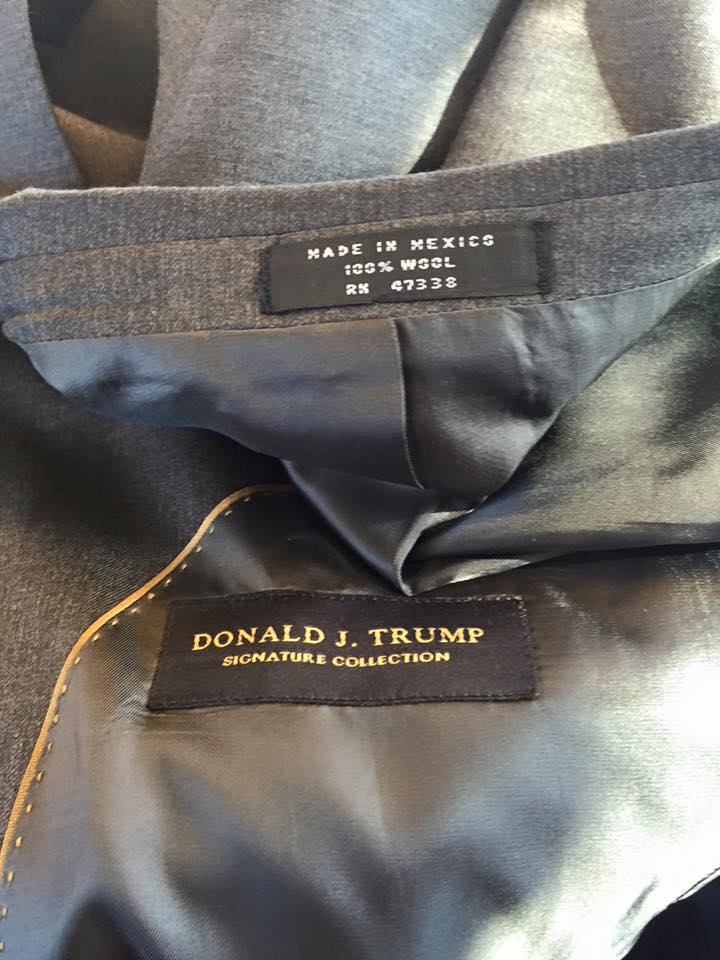 MADE IN MEXICO
100% WOOL
RN 47338
DONALD J. TRUMP
SIGNATURE COLLECTION